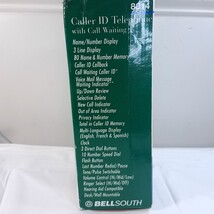 8014
Caller ID Telephone
with Call Waiting
Name/Number Display
3 Line Display
80 Name & Number Memory
Caller ID Callback
Call Waiting Caller ID*
Voice Mail Message
Waiting Indicator*
Up/Down Review
Selective Delete
New Call Indicator
Out of Area Indicator
Privacy Indicator
Total in Caller ID Memory
Multi Language Display
(English, French & Spanish)
Clock
3 Direct Dial Buttons
10 Number Speed Dial
Flash Button
Last Number Redial/Pause
Tone/Pulse Switchable
Volume Control (Hi/Med/Low)
Ringer Select (Hi/Med/Off)
Hearing Aid Compatible
Desk/Wall Mountable
BELLSOUTH